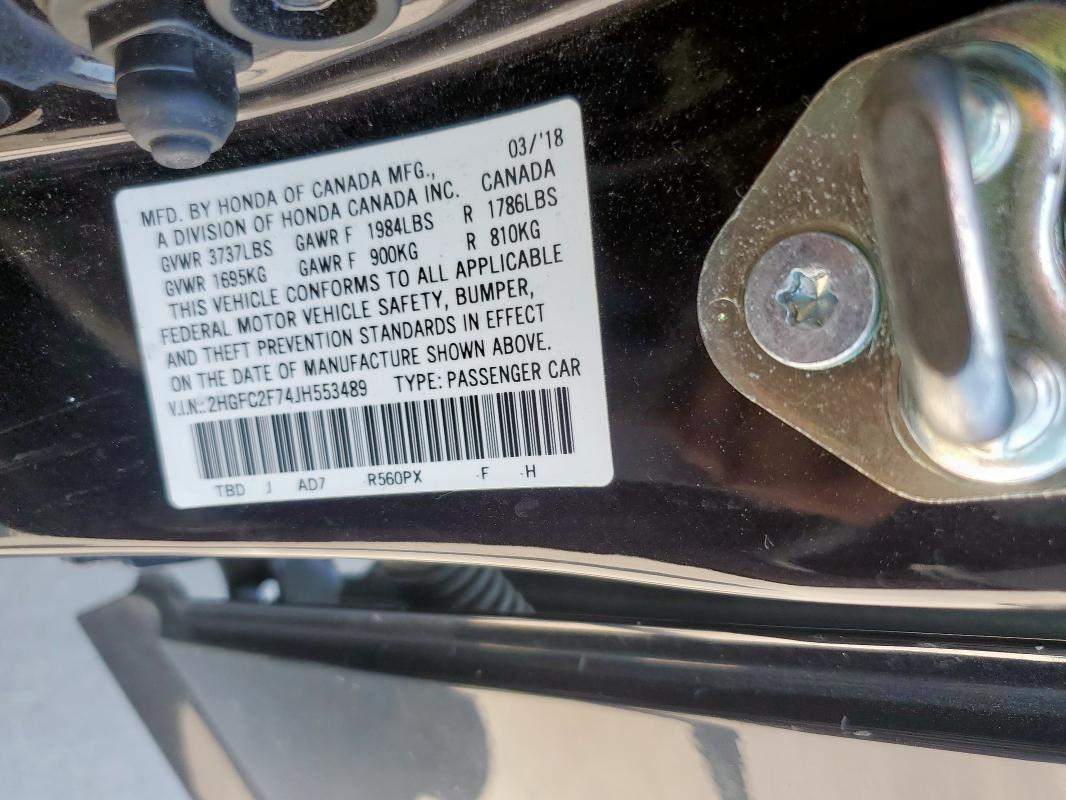 03/'18
MFD. BY HONDA OF CANADA MFG.,
A DIVISION OF HONDA CANADA INC. CANADA
GVWR 3737LBS GAWR F 1984LBS R 1786LBS
GVWR 1695KG GAWR F 900KG R 810KG
THIS VEHICLE CONFORMS TO ALL APPLICABLE
FEDERAL MOTOR VEHICLE SAFETY, BUMPER,
AND THEFT PREVENTION STANDARDS IN EFFECT
ON THE DATE OF MANUFACTURE SHOWN ABOVE.
V.I.N.:2HGFC2F74JH553489 TYPE: PASSENGER CAR
TBD J AD7 -R560PX -F -H